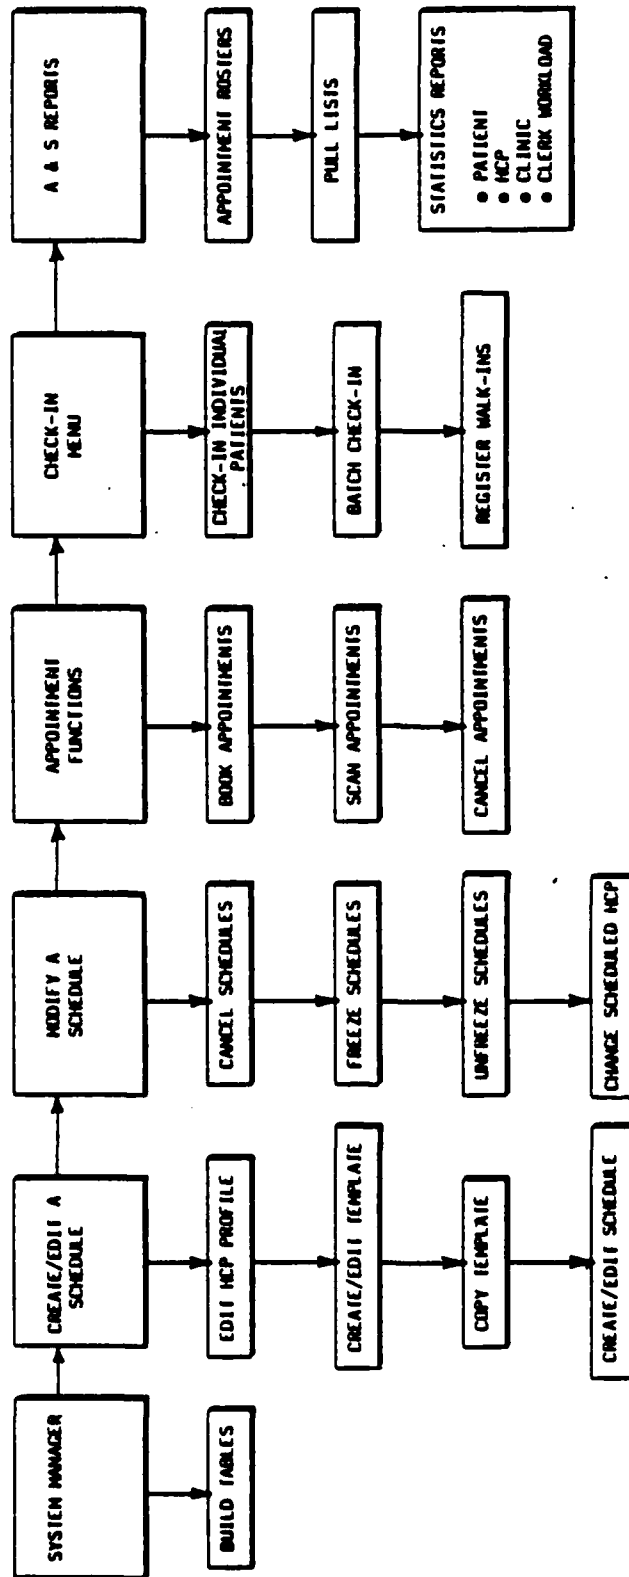 SYSTEM MANAGER
BUILD TABLES
CREATE/EDIT A
SCHEDULE
EDIT HCP PROFILE
CREATE/EDIT TEMPLATE
COPY TEMPLATE
CREATE/EDIT SCHEDULE
MODIFY A
SCHEDULE
CANCEL SCHEDULES
FREEZE SCHEDULES
UNFREEZE SCHEDULES
CHANGE SCHEDULED HCP
APPOINTMENT
FUNCTIONS
BOOK APPOINTMENTS
SCAN APPOINTMENTS
CANCEL APPOINTMENTS
CHECK-IN
MENU
CHECK-IN INDIVIDUAL
PATIENTS
BATCH CHECK-IN
REGISTER WALK-INS
A & S REPORTS
APPOINTMENT ROSTERS
PULL LISTS
STATISTICS REPORTS
● PATIENT
● HCP
● CLINIC
● CLERK WORKLOAD